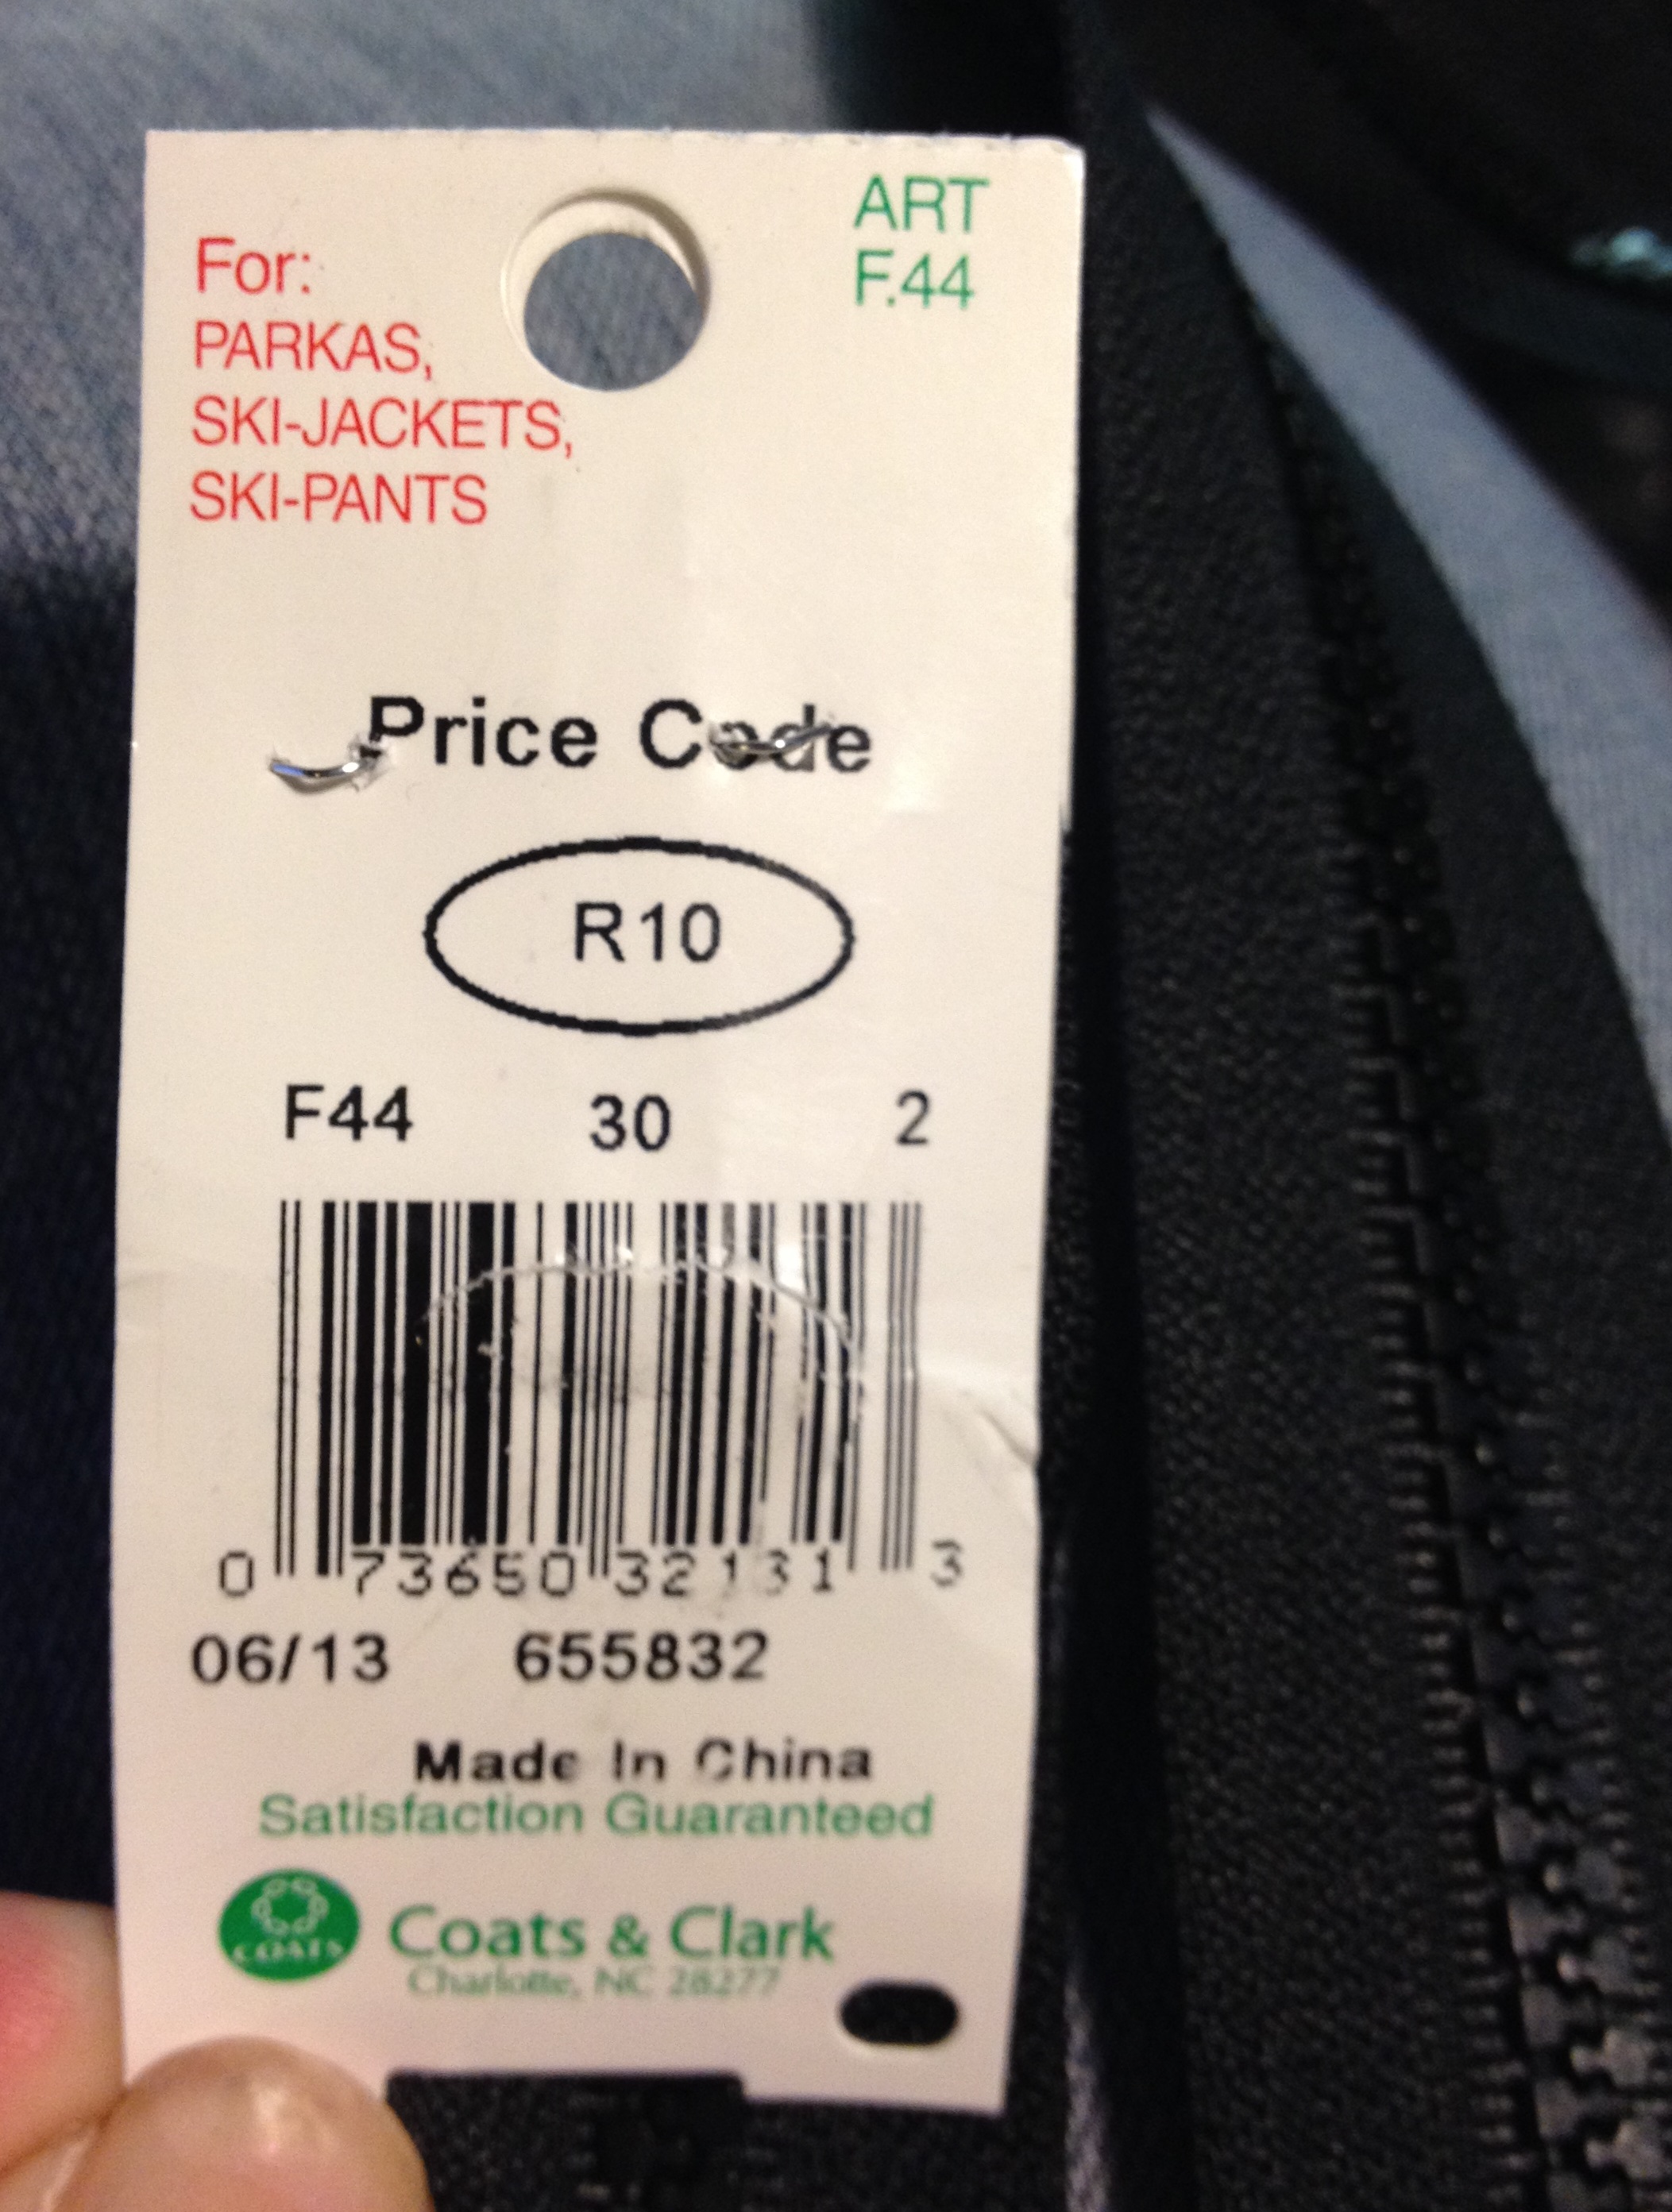 ART
F.44
For:
PARKAS,
SKI-JACKETS,
SKI-PANTS
Price Code
R10
F44 30 2
0 73650 32131 3
06/13 655832
Made In China
Satisfaction Guaranteed
COATS
Coats & Clark
Charlotte, NC 28277